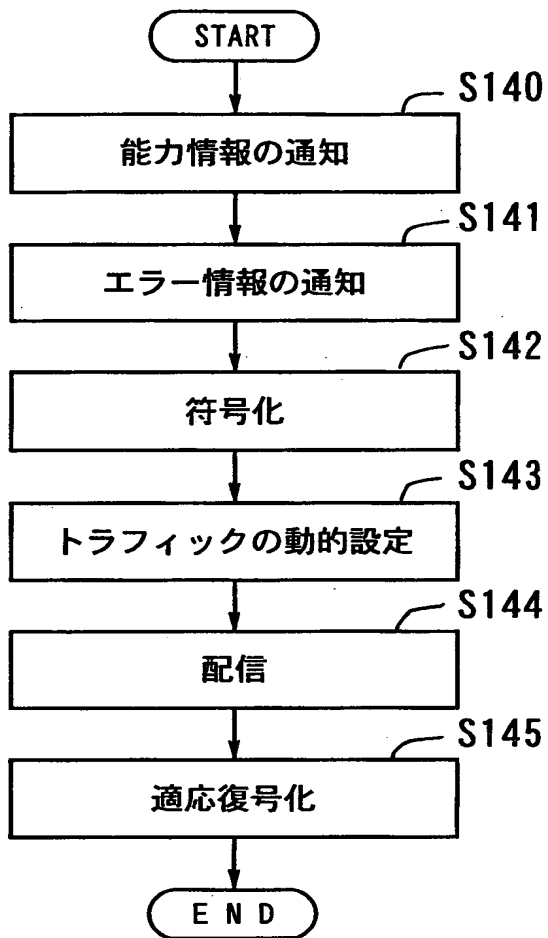 START
S140
能力情報の通知
S141
エラー情報の通知
S142
符号化
S143
トラフィックの動的設定
S144
配信
S145
適応復号化
END